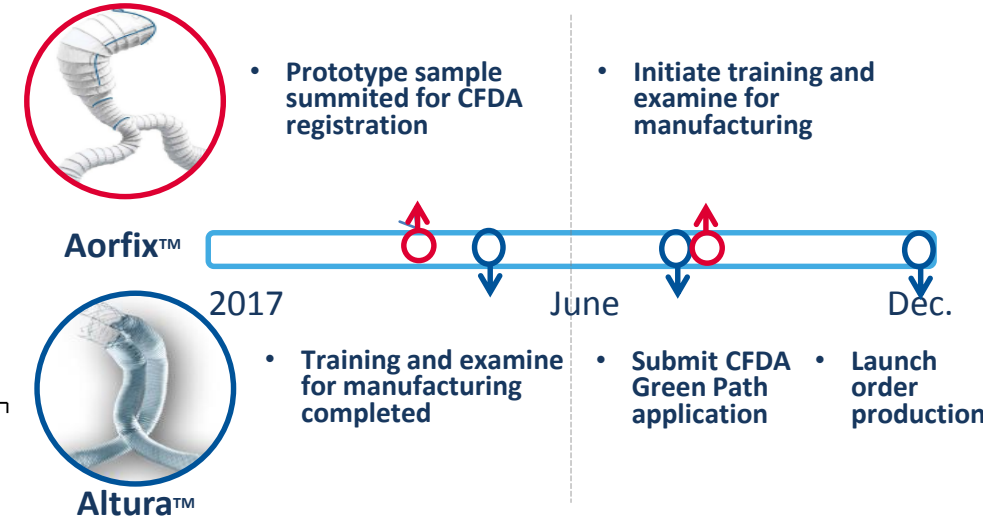 • Prototype sample
summited for CFDA
registration
• Initiate training and
examine for
manufacturing
Aorfix™
2017
June
Dec.
• Training and examine
for manufacturing
completed
• Submit CFDA
Green Path
application
• Launch
order
production
Altura™